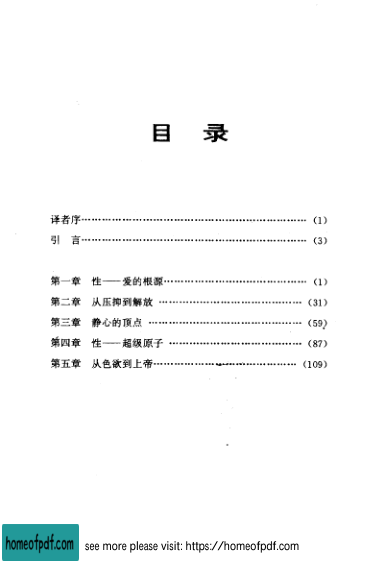 目 录
译者序……………………………………………………… (1)
引 言……………………………………………………… (3)
第一章 性——爱的根源……………………………… (1)
第二章 从压抑到解放 ……………………………… (31)
第三章 静心的顶点 ………………………………… (59)
第四章 性——超级原子 …………………………… (87)
第五章 从色欲到上帝……………………………… (109)
homeofpdf.com
see more please visit: https://homeofpdf.com